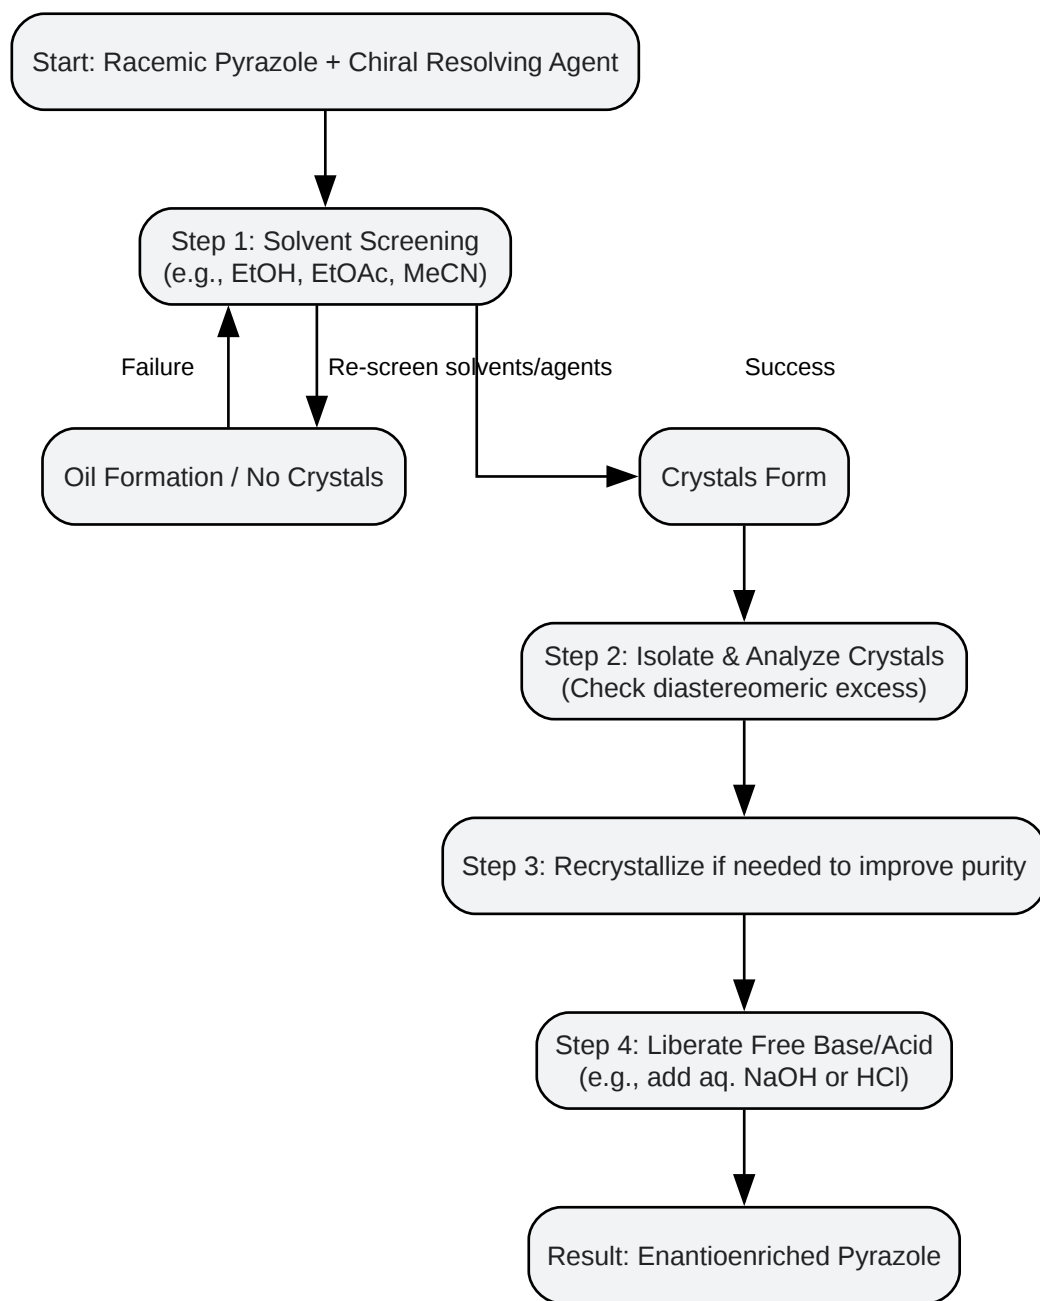 Start: Racemic Pyrazole + Chiral Resolving Agent
Step 1: Solvent Screening
(e.g., EtOH, EtOAc, MeCN)
Failure
Re-screen solvents/agents
Success
Oil Formation / No Crystals
Crystals Form
Step 2: Isolate & Analyze Crystals
(Check diastereomeric excess)
Step 3: Recrystallize if needed to improve purity
Step 4: Liberate Free Base/Acid
(e.g., add aq. NaOH or HCl)
Result: Enantioenriched Pyrazole